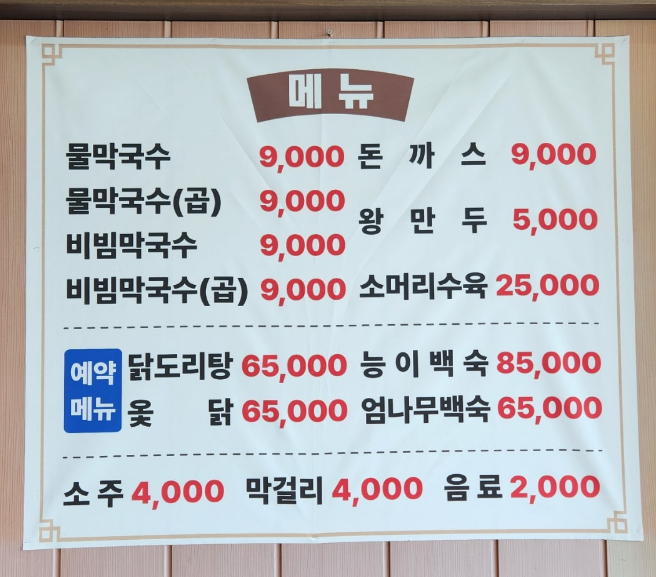 메뉴
물막국수 9,000 돈까스 9,000
물막국수(곱) 9,000
왕만두 5,000
비빔막국수 9,000
비빔막국수(곱) 9,000 소머리수육 25,000
예약 메뉴
닭도리탕 65,000 능이백숙 85,000
옻닭 65,000 엄나무백숙 65,000
소주 4,000 막걸리 4,000 음료 2,000